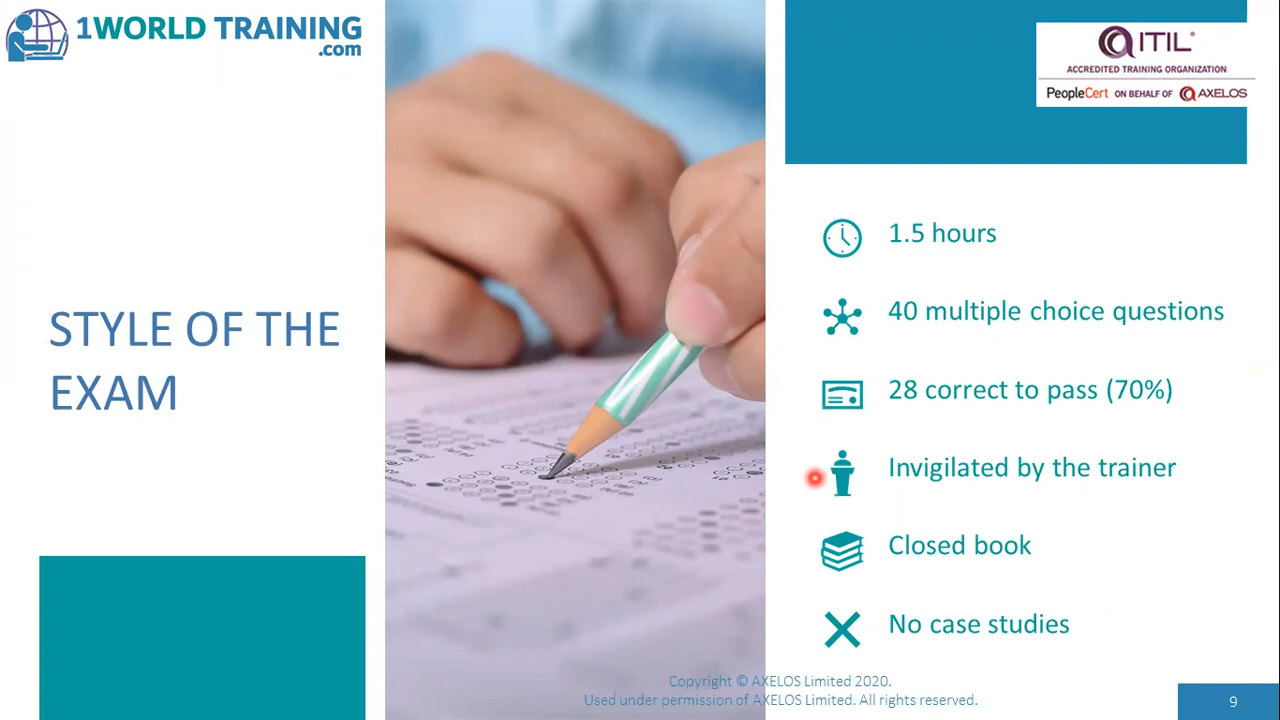 1WORLD TRAINING
.com
ITIL®
ACCREDITED TRAINING ORGANIZATION
PeopleCert ON BEHALF OF AXELOS
STYLE OF THE
EXAM
1.5 hours
40 multiple choice questions
28 correct to pass (70%)
Invigilated by the trainer
Closed book
No case studies
Copyright © AXELOS Limited 2020.
Used under permission of AXELOS Limited. All rights reserved.
9